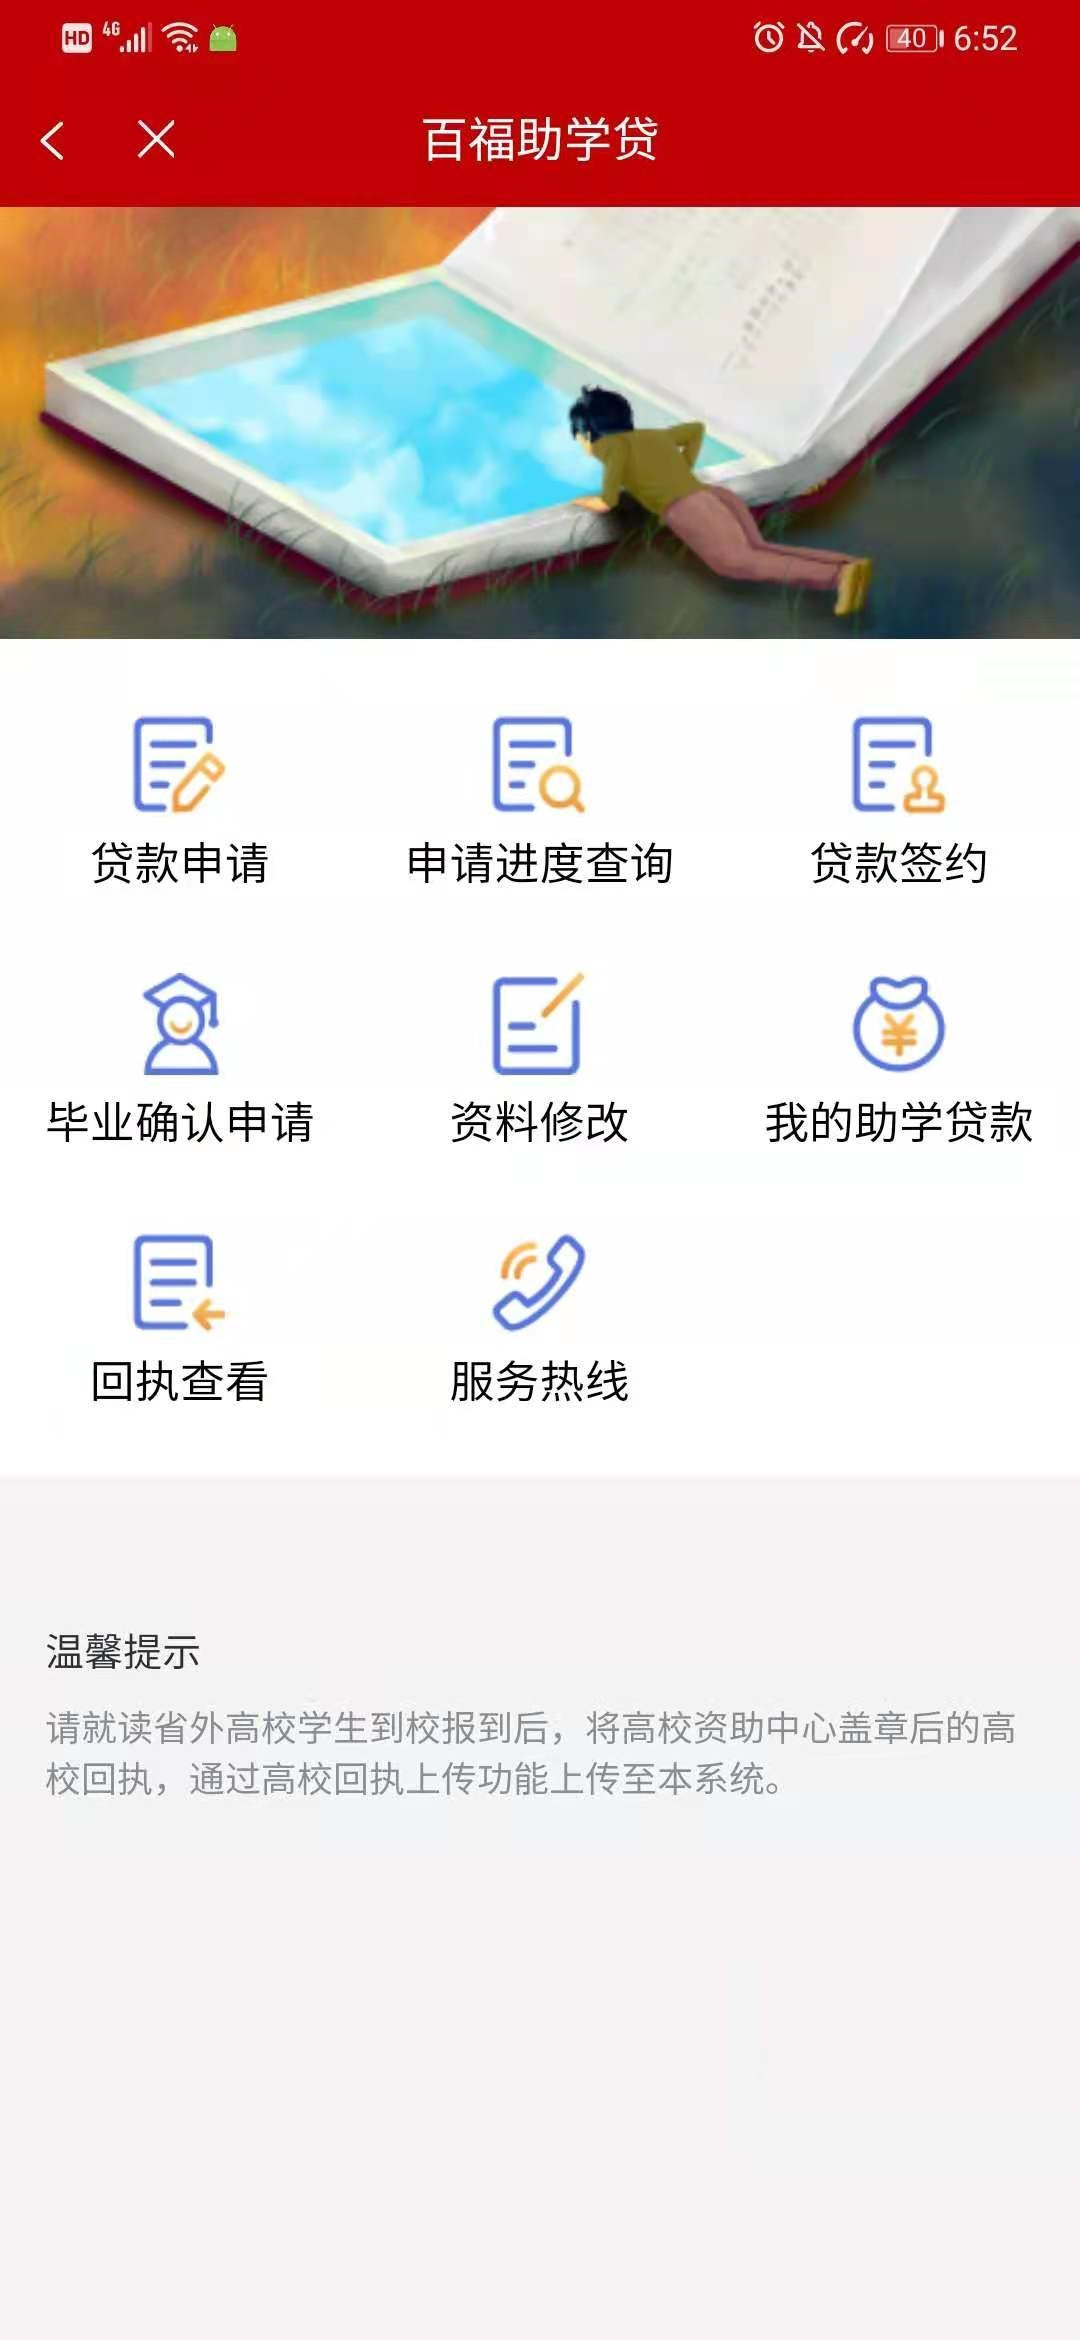 HD 4G 40 6:52
百福助学贷
贷款申请 申请进度查询 贷款签约
毕业确认申请 资料修改 我的助学贷款
回执查看 服务热线
温馨提示
请就读省外高校学生到校报到后，将高校资助中心盖章后的高
校回执，通过高校回执上传功能上传至本系统。